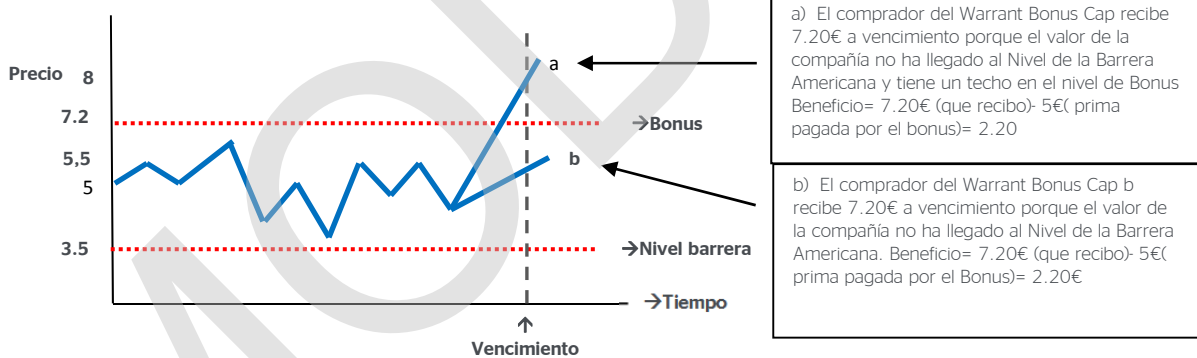 Precio
8
7.2
5,5
5
3.5
a
b
→Bonus
→Nivel barrera
→Tiempo
↑
Vencimiento
a) El comprador del Warrant Bonus Cap recibe
7.20€ a vencimiento porque el valor de la
compañía no ha llegado al Nivel de la Barrera
Americana y tiene un techo en el nivel de Bonus
Beneficio= 7.20€ (que recibo)- 5€( prima
pagada por el bonus)= 2.20
b) El comprador del Warrant Bonus Cap b
recibe 7.20€ a vencimiento porque el valor de
la compañía no ha llegado al Nivel de la Barrera
Americana. Beneficio= 7.20€ (que recibo)- 5€(
prima pagada por el Bonus)= 2.20€